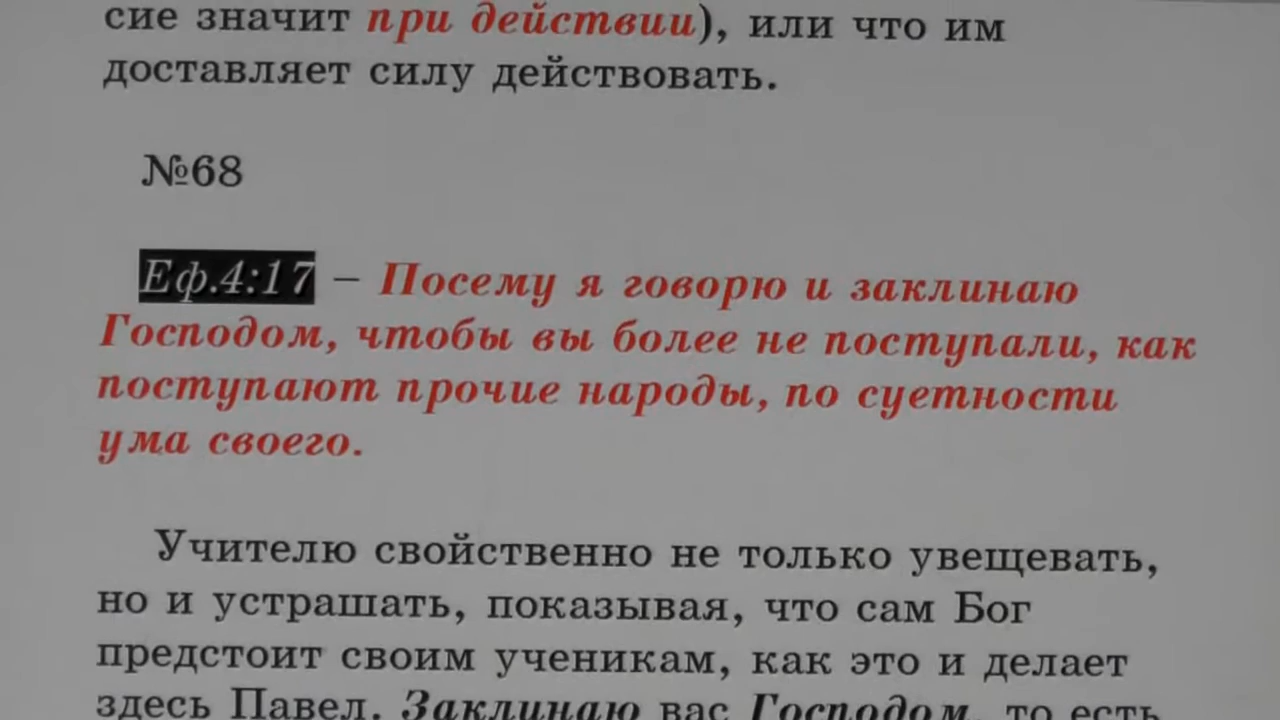 сие значит при действии), или что им
доставляет силу действовать.
№68
Еф.4:17 – Посему я говорю и заклинаю
Господом, чтобы вы более не поступали, как
поступают прочие народы, по суетности
ума своего.
Учителю свойственно не только увещевать,
но и устрашать, показывая, что сам Бог
предстоит своим ученикам, как это и делает
здесь Павел. Заклинаю вас Господом, то есть